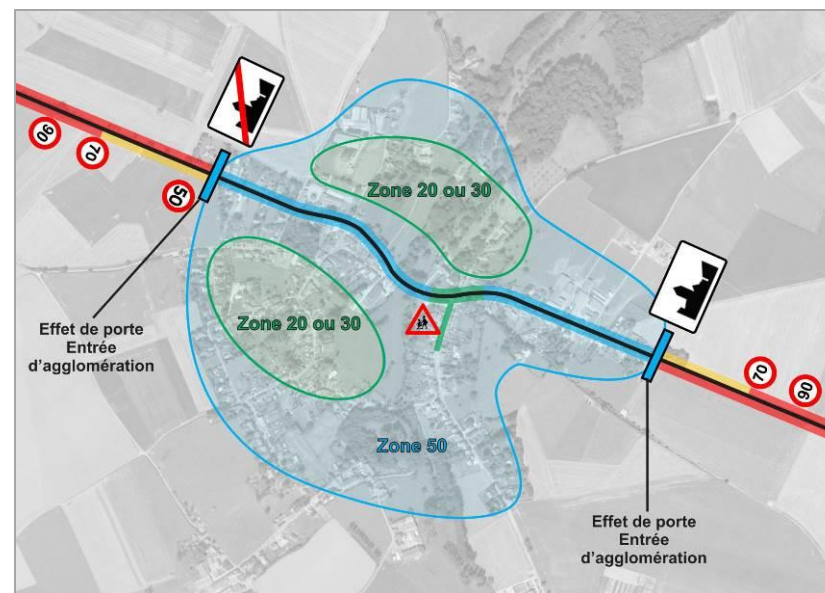 90
70
50
Zone 20 ou 30
Zone 20 ou 30
Effet de porte
Entrée
d'agglomération
Zone 50
70
90
Effet de porte
Entrée
d'agglomération